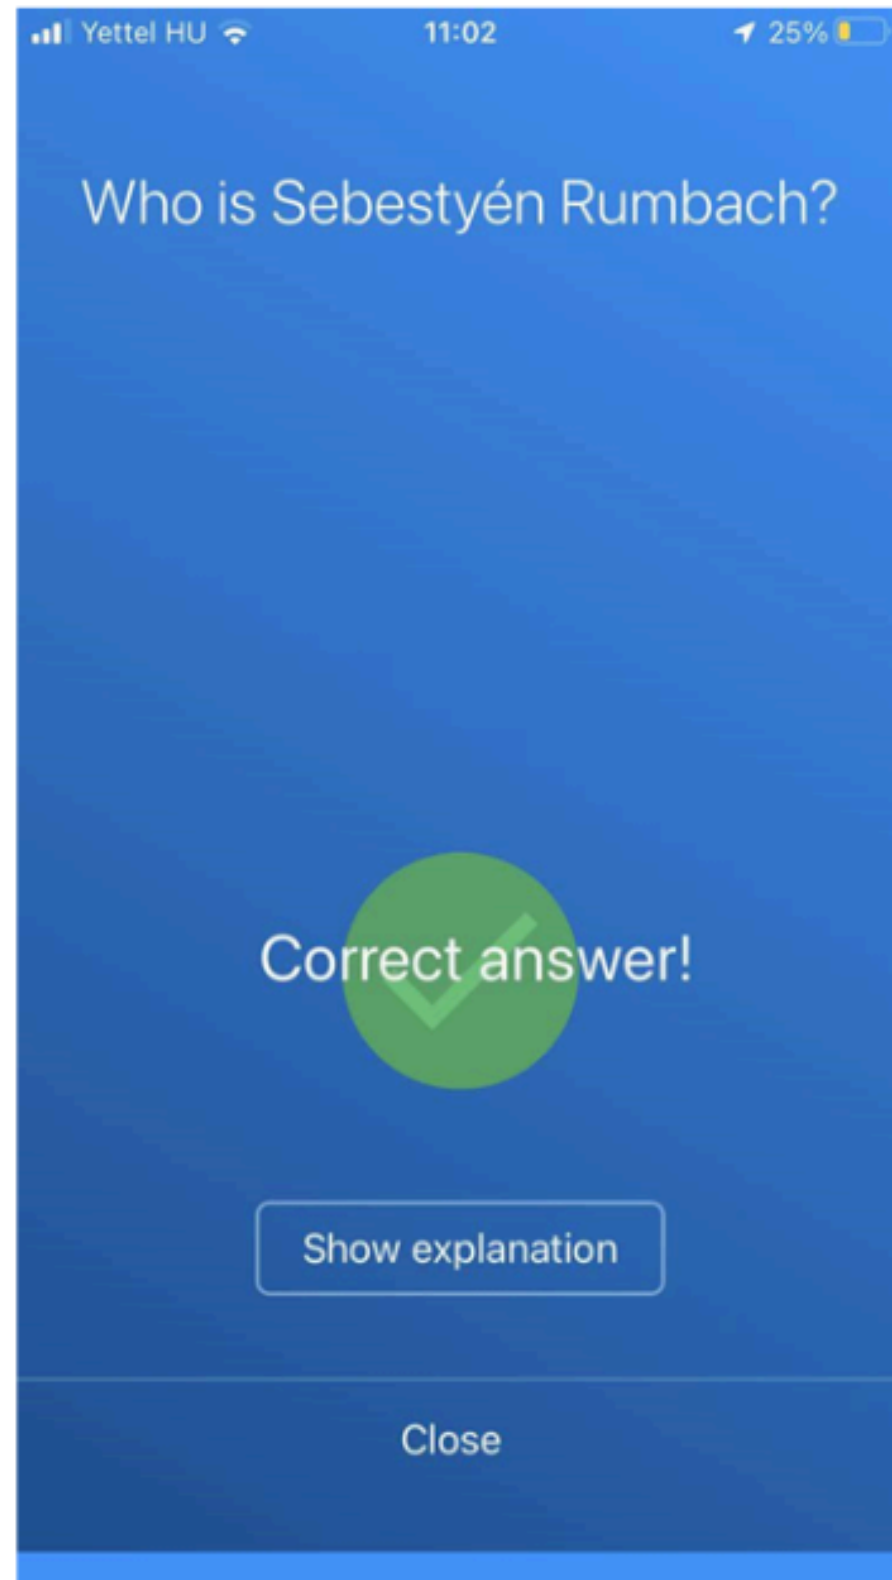 Yettel HU 11:02 25%
Who is Sebestyén Rumbach?
Correct answer!
Show explanation
Close